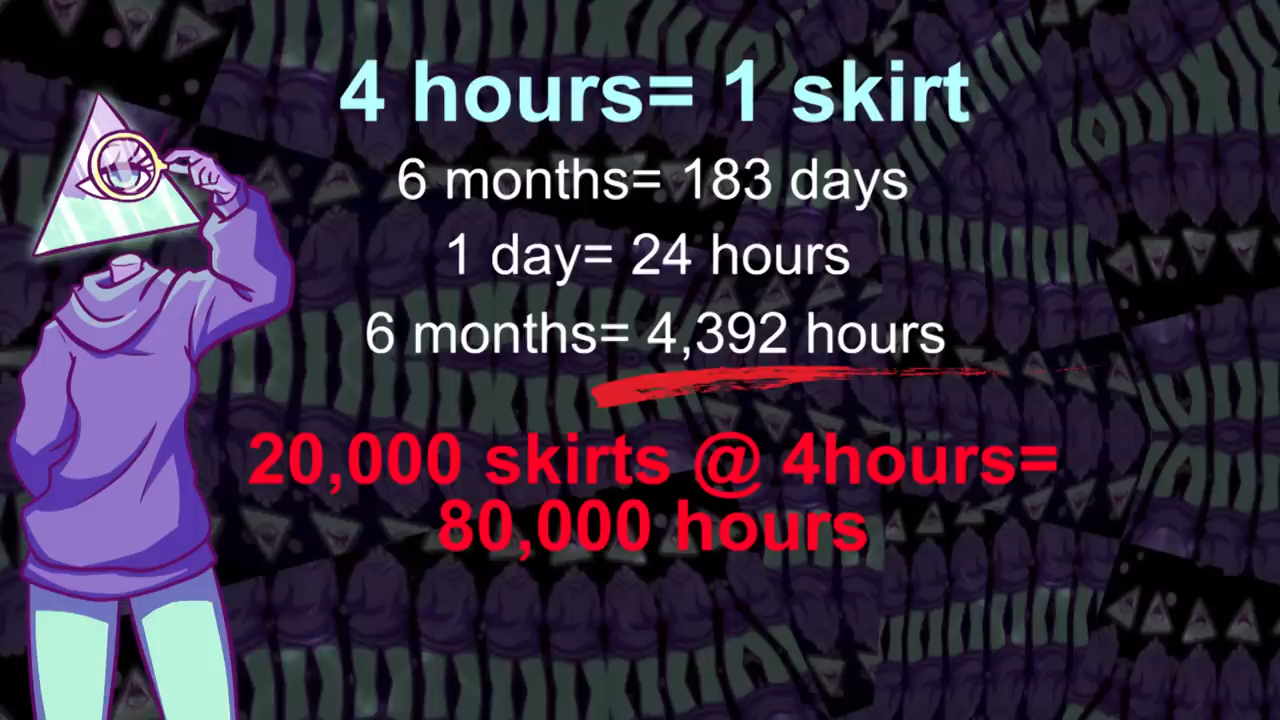 4 hours= 1 skirt
6 months= 183 days
1 day= 24 hours
6 months= 4,392 hours
20,000 skirts @ 4hours=
80,000 hours